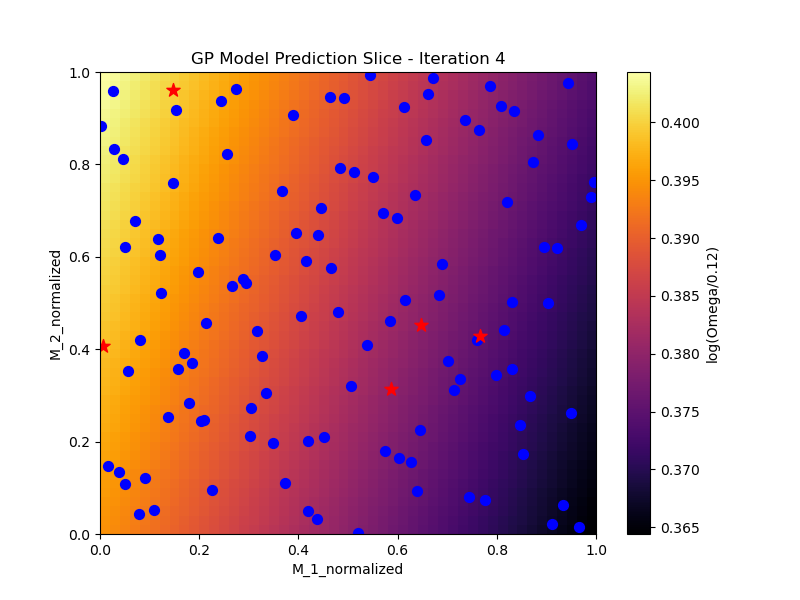 GP Model Prediction Slice - Iteration 4
1.0
0.8
0.6
0.4
0.2
0.0
M_2_normalized
0.0 0.2 0.4 0.6 0.8 1.0
M_1_normalized
0.400
0.395
0.390
0.385
0.380
0.375
0.370
0.365
log(Omega/0.12)